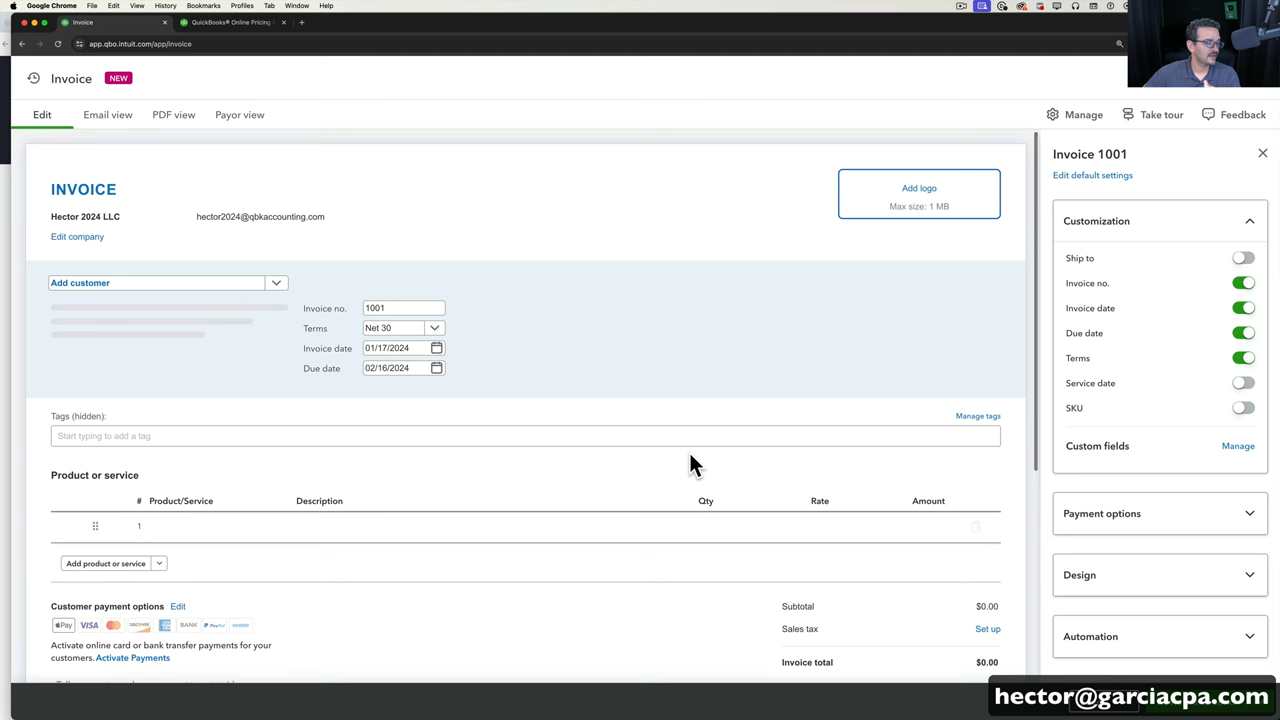 Google Chrome File Edit View History Bookmarks Profiles Tab Window Help
Invoice QuickBooks® Online Pricing
app.qbo.intuit.com/app/invoice
Invoice NEW
Edit Email view PDF view Payor view Manage Take tour Feedback
Invoice 1001
Edit default settings
INVOICE
Add logo
Max size: 1 MB
Hector 2024 LLC hector2024@qbkaccounting.com
Edit company
Customization
Ship to
Invoice no.
Invoice date
Due date
Terms
Service date
SKU
Custom fields Manage
Payment options
Design
Automation
Add customer
Invoice no. 1001
Terms Net 30
Invoice date 01/17/2024
Due date 02/16/2024
Tags (hidden): Manage tags
Start typing to add a tag
Product or service
# Product/Service Description Qty Rate Amount
1
Add product or service
Customer payment options Edit
Pay VISA DISCOVER BANK PayPal venmo
Activate online card or bank transfer payments for your
customers. Activate Payments
Subtotal $0.00
Sales tax Set up
Invoice total $0.00
hector@garciacpa.com